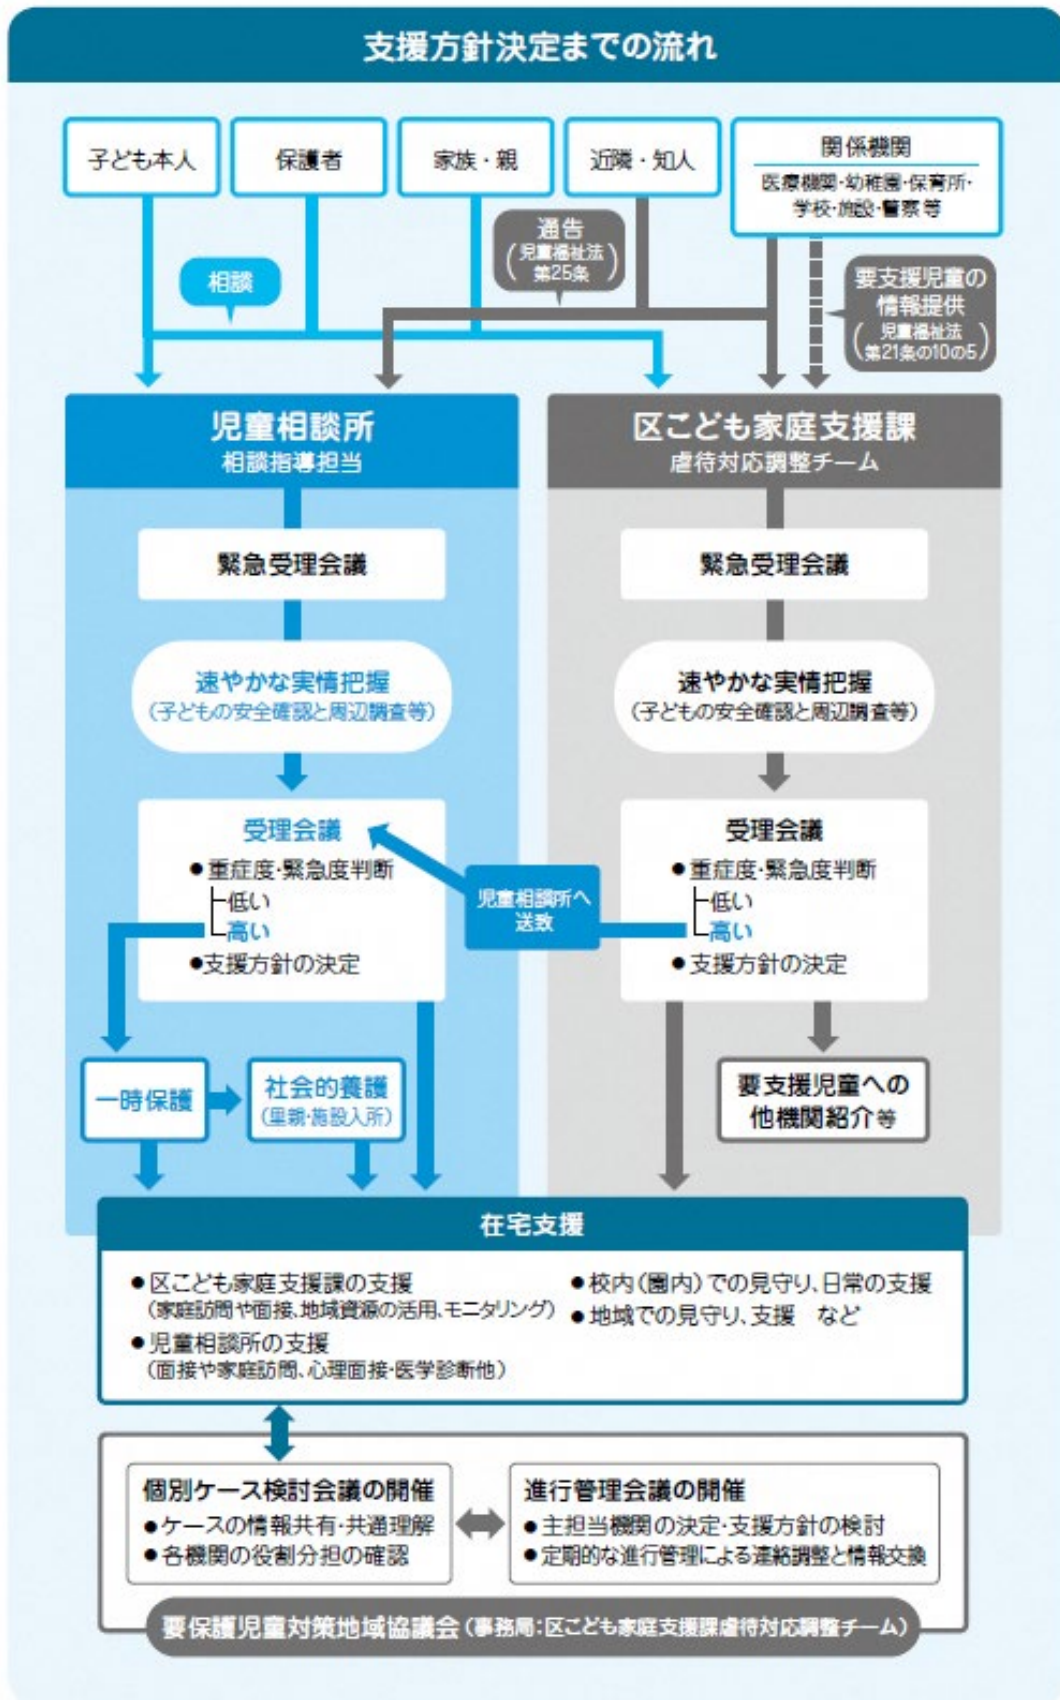 支援方針決定までの流れ
子ども本人
保護者
家族・親
近隣・知人
関係機関
医療機関・幼稚園・保育所・
学校・施設・警察等
相談
通告
(児童福祉法
第25条)
要支援児童の
情報提供
(児童福祉法
第21条の10の5)
児童相談所
相談指導担当
緊急受理会議
速やかな実情把握
(子どもの安全確認と周辺調査等)
受理会議
●重症度・緊急度判断
低い
高い
●支援方針の決定
児童相談所へ
送致
一時保護
社会的養護
(里親・施設入所)
区こども家庭支援課
虐待対応調整チーム
緊急受理会議
速やかな実情把握
(子どもの安全確認と周辺調査等)
受理会議
●重症度・緊急度判断
低い
高い
●支援方針の決定
要支援児童への
他機関紹介等
在宅支援
●区こども家庭支援課の支援
(家庭訪問や面接、地域資源の活用、モニタリング)
●児童相談所の支援
(面接や家庭訪問、心理面接・医学診断他)
●校内(園内)での見守り、日常の支援
●地域での見守り、支援 など
個別ケース検討会議の開催
●ケースの情報共有・共通理解
●各機関の役割分担の確認
進行管理会議の開催
●主担当機関の決定・支援方針の検討
●定期的な進行管理による連絡調整と情報交換
要保護児童対策地域協議会(事務局:区こども家庭支援課虐待対応調整チーム)